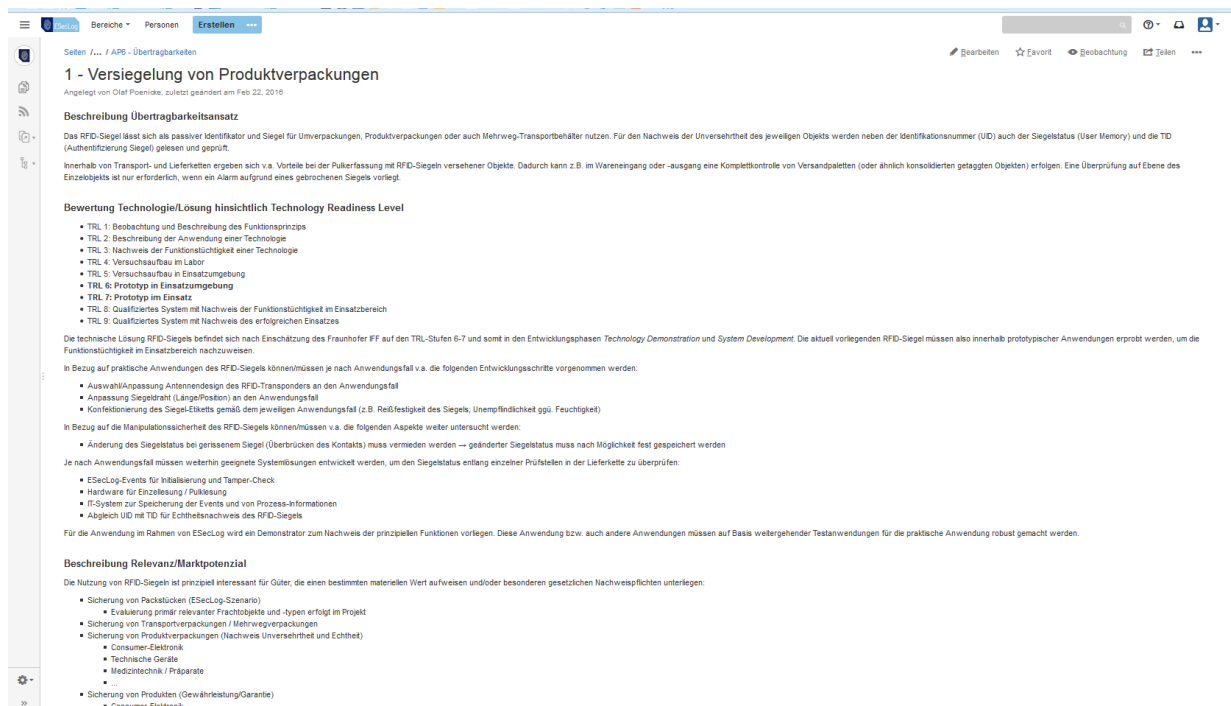 ESecLog Bereiche Personen Erstellen
Seiten /... / AP6 - Übertragbarkeiten Bearbeiten Favorit Beobachtung Teilen
1 - Versiegelung von Produktverpackungen
Angelegt von Olaf Poenicke, zuletzt geändert am Feb 22, 2016
Beschreibung Übertragbarkeitsansatz
Das RFID-Siegel lässt sich als passiver Identifikator und Siegel für Umverpackungen, Produktverpackungen oder auch Mehrweg-Transportbehälter nutzen. Für den Nachweis der Unversehrtheit des jeweiligen Objekts werden neben der Identifikationsnummer (UID) auch der Siegelstatus (User Memory) und die TID
(Authentifizierung Siegel) gelesen und geprüft.
Innerhalb von Transport- und Lieferketten ergeben sich v.a. Vorteile bei der Pulkerfassung mit RFID-Siegeln versehener Objekte. Dadurch kann z.B. im Wareneingang oder -ausgang eine Komplettkontrolle von Versandpaletten (oder ähnlich konsolidierten getaggten Objekten) erfolgen. Eine Überprüfung auf Ebene des
Einzelobjekts ist nur erforderlich, wenn ein Alarm aufgrund eines gebrochenen Siegels vorliegt.
Bewertung Technologie/Lösung hinsichtlich Technology Readiness Level
• TRL 1: Beobachtung und Beschreibung des Funktionsprinzips
• TRL 2: Beschreibung der Anwendung einer Technologie
• TRL 3: Nachweis der Funktionstüchtigkeit einer Technologie
• TRL 4: Versuchsaufbau im Labor
• TRL 5: Versuchsaufbau in Einsatzumgebung
• TRL 6: Prototyp in Einsatzumgebung
• TRL 7: Prototyp im Einsatz
• TRL 8: Qualifiziertes System mit Nachweis der Funktionstüchtigkeit im Einsatzbereich
• TRL 9: Qualifiziertes System mit Nachweis des erfolgreichen Einsatzes
Die technische Lösung RFID-Siegels befindet sich nach Einschätzung des Fraunhofer IFF auf den TRL-Stufen 6-7 und somit in den Entwicklungsphasen Technology Demonstration und System Development. Die aktuell vorliegenden RFID-Siegel müssen also innerhalb prototypischer Anwendungen erprobt werden, um die
Funktionstüchtigkeit im Einsatzbereich nachzuweisen.
In Bezug auf praktische Anwendungen des RFID-Siegels können/müssen je nach Anwendungsfall v.a. die folgenden Entwicklungsschritte vorgenommen werden:
▪ Auswahl/Anpassung Antennendesign des RFID-Transponders an den Anwendungsfall
▪ Anpassung Siegeldraht (Länge/Position) an den Anwendungsfall
▪ Konfektionierung des Siegel-Etiketts gemäß dem jeweiligen Anwendungsfall (z.B. Reißfestigkeit des Siegels; Unempfindlichkeit ggü. Feuchtigkeit)
In Bezug auf die Manipulationssicherheit des RFID-Siegels können/müssen v.a. die folgenden Aspekte weiter untersucht werden:
▪ Änderung des Siegelstatus bei gerissenem Siegel (Überbrücken des Kontakts) muss vermieden werden → geänderter Siegelstatus muss nach Möglichkeit fest gespeichert werden
Je nach Anwendungsfall müssen weiterhin geeignete Systemlösungen entwickelt werden, um den Siegelstatus entlang einzelner Prüfstellen in der Lieferkette zu überprüfen:
▪ ESecLog-Events für Initialisierung und Tamper-Check
▪ Hardware für Einzellesung / Pulklesung
▪ IT-System zur Speicherung der Events und von Prozess-Informationen
▪ Abgleich UID mit TID für Echtheitsnachweis des RFID-Siegels
Für die Anwendung im Rahmen von ESecLog wird ein Demonstrator zum Nachweis der prinzipiellen Funktionen vorliegen. Diese Anwendung bzw. auch andere Anwendungen müssen auf Basis weitergehender Testanwendungen für die praktische Anwendung robust gemacht werden.
Beschreibung Relevanz/Marktpotenzial
Die Nutzung von RFID-Siegeln ist prinzipiell interessant für Güter, die einen bestimmten materiellen Wert aufweisen und/oder besonderen gesetzlichen Nachweispflichten unterliegen:
▪ Sicherung von Packstücken (ESecLog-Szenario)
▪ Evaluierung primär relevanter Frachtobjekte und -typen erfolgt im Projekt
▪ Sicherung von Transportverpackungen / Mehrwegverpackungen
▪ Sicherung von Produktverpackungen (Nachweis Unversehrtheit und Echtheit)
▪ Consumer-Elektronik
▪ Technische Geräte
▪ Medizintechnik / Präparate
▪ ...
▪ Sicherung von Produkten (Gewährleistung/Garantie)
▪ Consumer-Elektronik